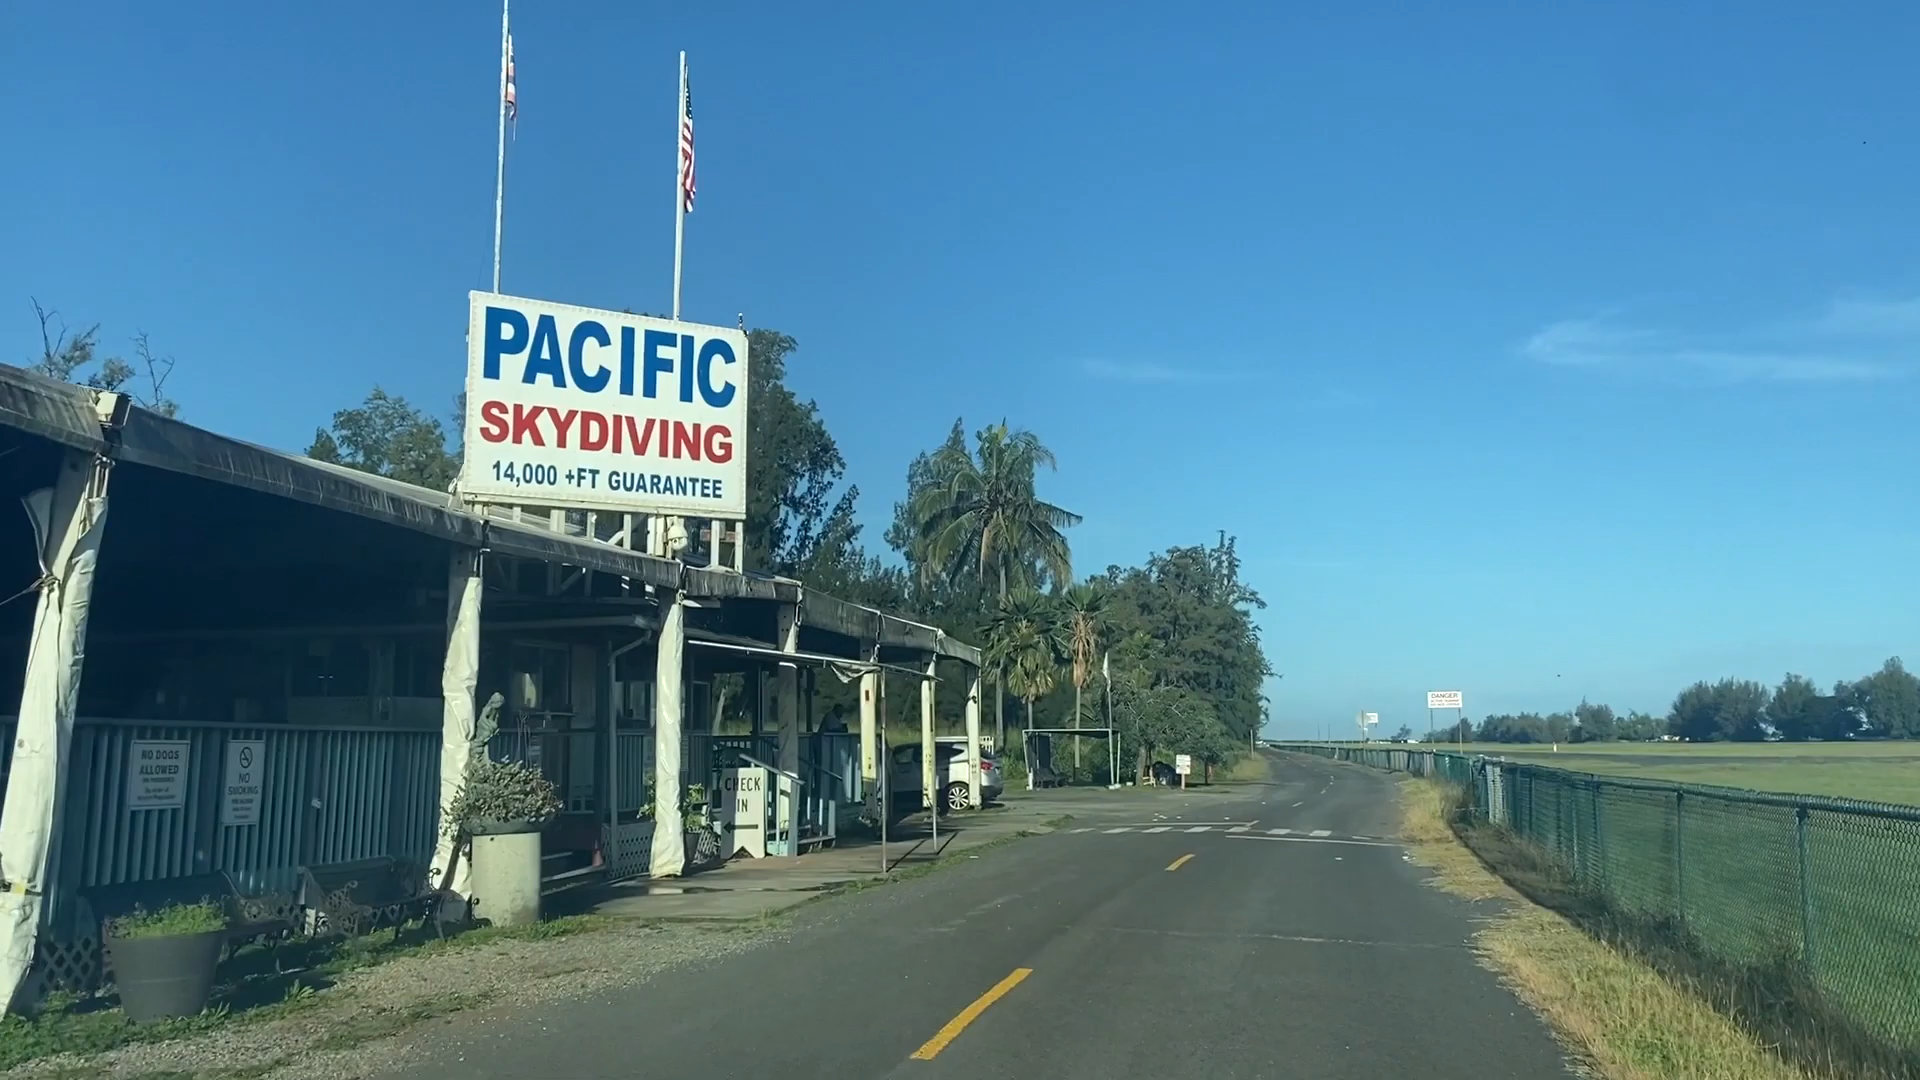 PACIFIC
SKYDIVING
14,000 +FT GUARANTEE
NO DOGS
ALLOWED
NO
SMOKING
CHECK
IN
DANGER